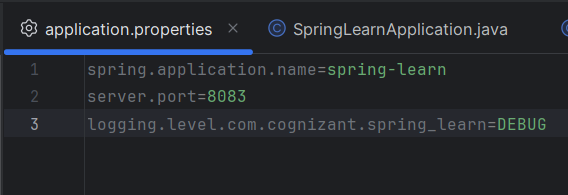 application.properties
SpringLearnApplication.java
1 spring.application.name=spring-learn
2 server.port=8083
3 logging.level.com.cognizant.spring_learn=DEBUG